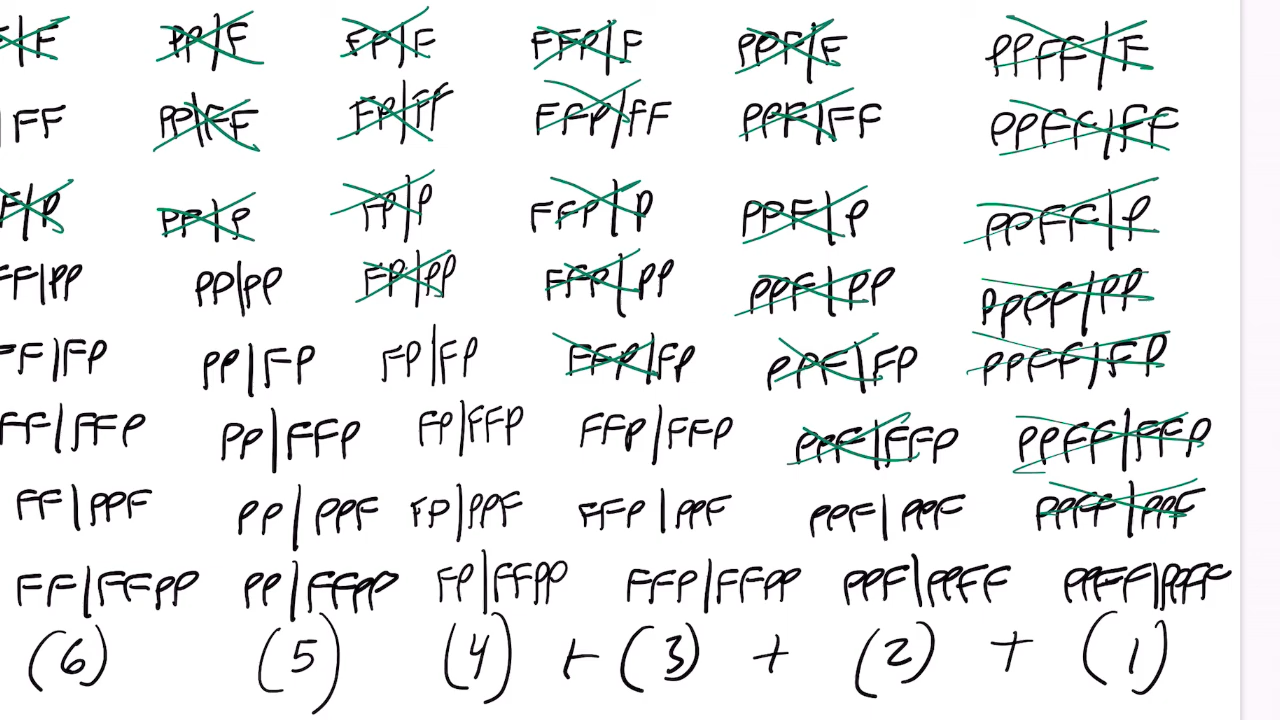 F|F PP|F FP|F FFP|F PPF|F PPFF|F
|FF PP|FF FP|FF FFP|FF PPF|FF PPFF|FF
F|P PP|P FP|P FFP|P PPF|P PPFF|P
FF|PP PP|PP FP|PP FFP|PP PPF|PP PPFF|PP
FF|FP PP|FP FP|FP FFP|FP PPF|FP PPFF|FP
FF|FFP PP|FFP FP|FFP FFP|FFP PPF|FFP PPFF|FFP
FF|PPF PP|PPF FP|PPF FFP|PPF PPF|PPF PPFF|PPF
FF|FFPP PP|FFPP FP|FFPP FFP|FFPP PPF|PPFF PPFF|PPFF
(6) (5) (4) + (3) + (2) + (1)